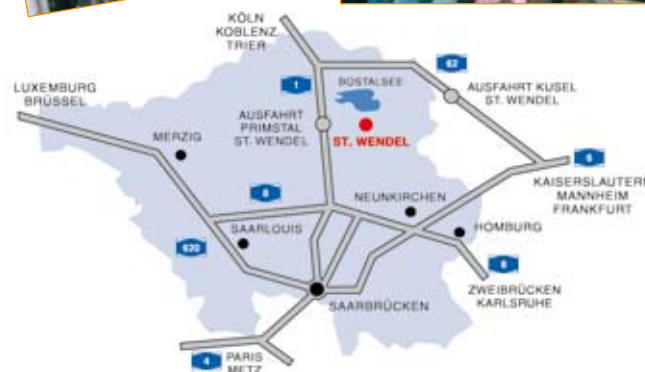 KÖLN
KOBLENZ
TRIER
1
62
BOSTALSEE
AUSFAHRT KUSEL
ST. WENDEL
LUXEMBURG
BRÜSSEL
AUSFAHRT
PRIMSTAL
ST. WENDEL
ST. WENDEL
MERZIG
6
KAISERSLAUTERN
MANNHEIM
FRANKFURT
8
NEUNKIRCHEN
HOMBURG
SAARLOUIS
620
8
ZWEIBRÜCKEN
KARLSRUHE
SAARBRÜCKEN
4
PARIS
METZ